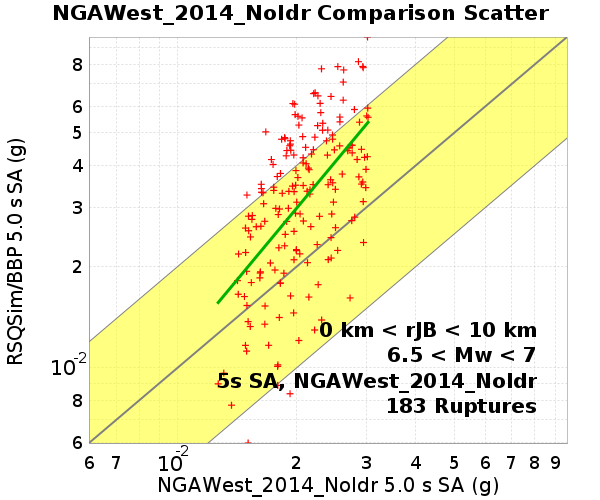 NGAWest_2014_NoIdr Comparison Scatter
RSQSim/BBP 5.0 s SA (g)
8
6
5
4
3
2
10^-2
8
6
0 km < rJB < 10 km
6.5 < Mw < 7
5s SA, NGAWest_2014_NoIdr
183 Ruptures
6 7 10^-2 2 3 4 5 6 7 8 9
NGAWest_2014_NoIdr 5.0 s SA (g)